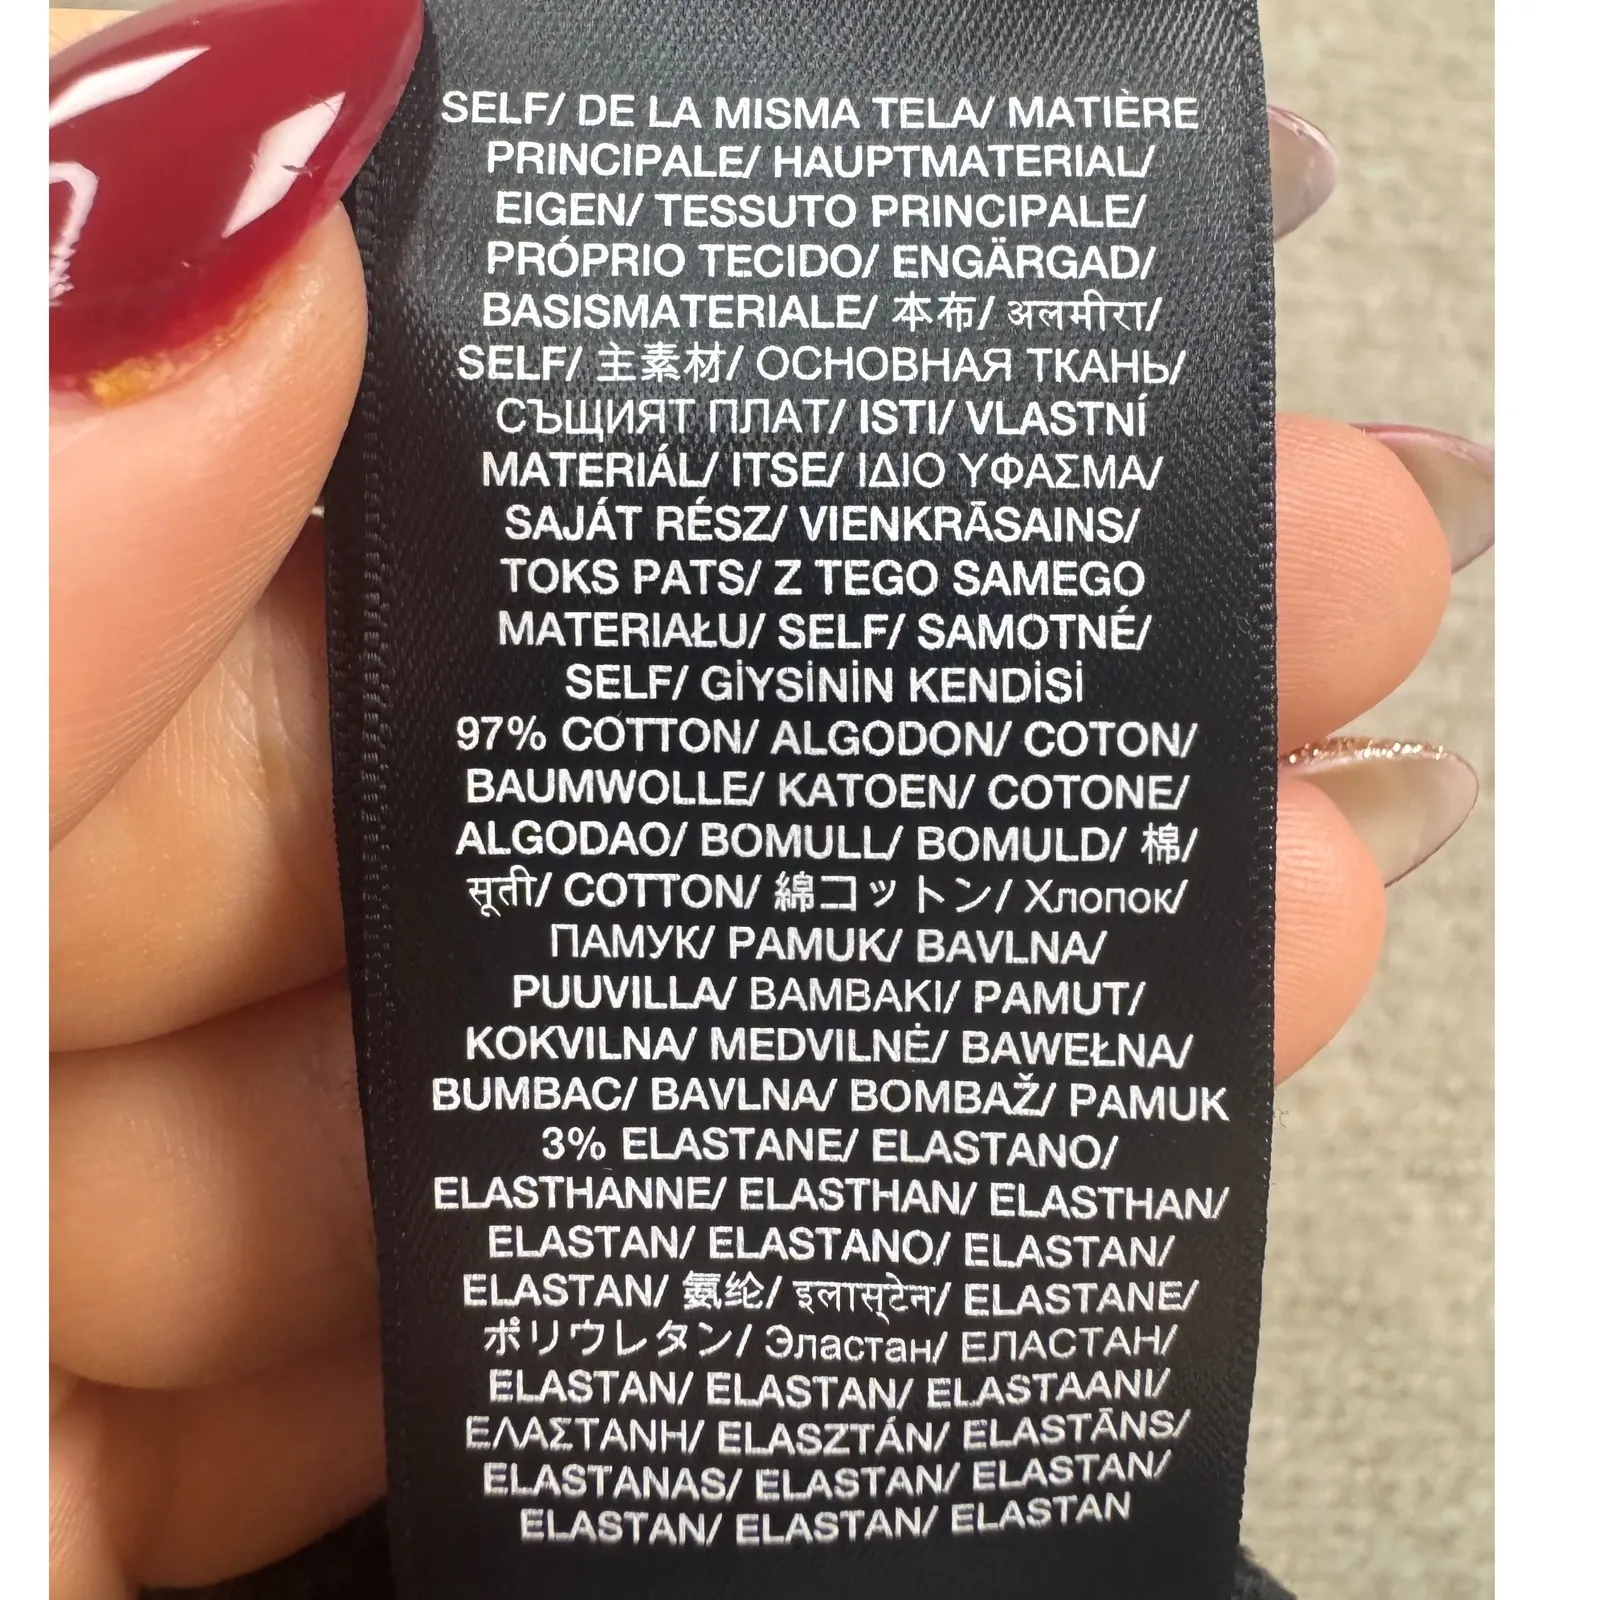 SELF/ DE LA MISMA TELA/ MATIÈRE
PRINCIPALE/ HAUPTMATERIAL/
EIGEN/ TESSUTO PRINCIPALE/
PRÓPRIO TECIDO/ ENGÄRGAD/
BASISMATERIALE/ 本布/ अलमीरा/
SELF/ 主素材/ ОСНОВНАЯ ТКАНЬ/
СЪЩИЯТ ПЛАТ/ ISTI/ VLASTNÍ
MATERIÁL/ ITSE/ ΙΔΙΟ ΥΦΑΣΜΑ/
SAJÁT RÉSZ/ VIENKRĀSAINS/
TOKS PATS/ Z TEGO SAMEGO
MATERIAŁU/ SELF/ SAMOTNÉ/
SELF/ GİYSİNİN KENDİSİ
97% COTTON/ ALGODON/ COTON/
BAUMWOLLE/ KATOEN/ COTONE/
ALGODAO/ BOMULL/ BOMULD/ 棉/
सूती/ COTTON/ 綿コットン/ Хлопок/
ПАМУК/ PAMUK/ BAVLNA/
PUUVILLA/ BAMBAKI/ PAMUT/
KOKVILNA/ MEDVILNĖ/ BAWEŁNA/
BUMBAC/ BAVLNA/ BOMBAŽ/ PAMUK
3% ELASTANE/ ELASTANO/
ELASTHANNE/ ELASTHAN/ ELASTHAN/
ELASTAN/ ELASTANO/ ELASTAN/
ELASTAN/ 氨纶/ इलास्टेन/ ELASTANE/
ポリウレタン/ Эластан/ ЕЛАСТАН/
ELASTAN/ ELASTAN/ ELASTAANI/
ΕΛΑΣΤΑΝΗ/ ELASZTÁN/ ELASTĀNS/
ELASTANAS/ ELASTAN/ ELASTAN/
ELASTAN/ ELASTAN/ ELASTAN